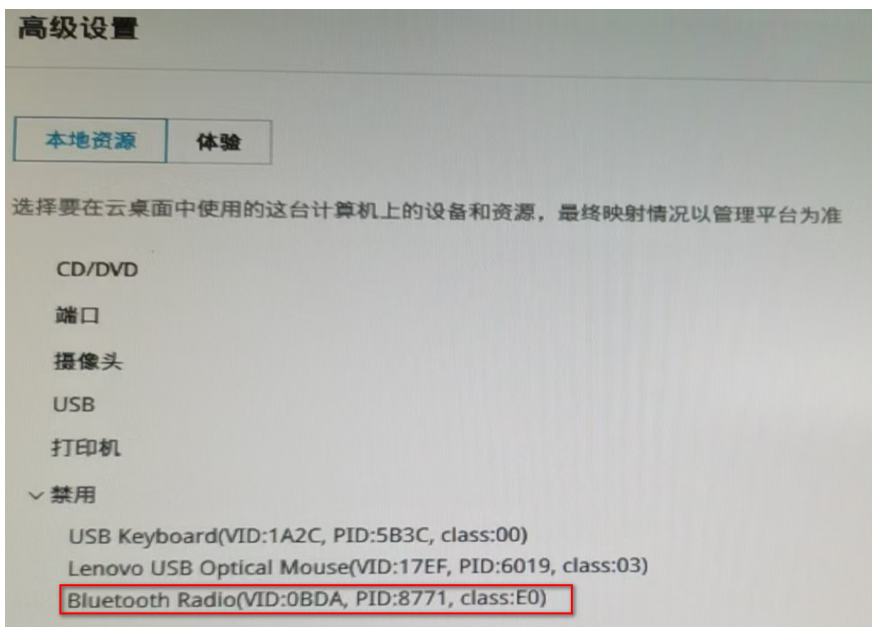 高级设置
本地资源 体验
选择要在云桌面中使用的这台计算机上的设备和资源，最终映射情况以管理平台为准
CD/DVD
端口
摄像头
USB
打印机
禁用
USB Keyboard(VID:1A2C, PID:5B3C, class:00)
Lenovo USB Optical Mouse(VID:17EF, PID:6019, class:03)
Bluetooth Radio(VID:0BDA, PID:8771, class:E0)